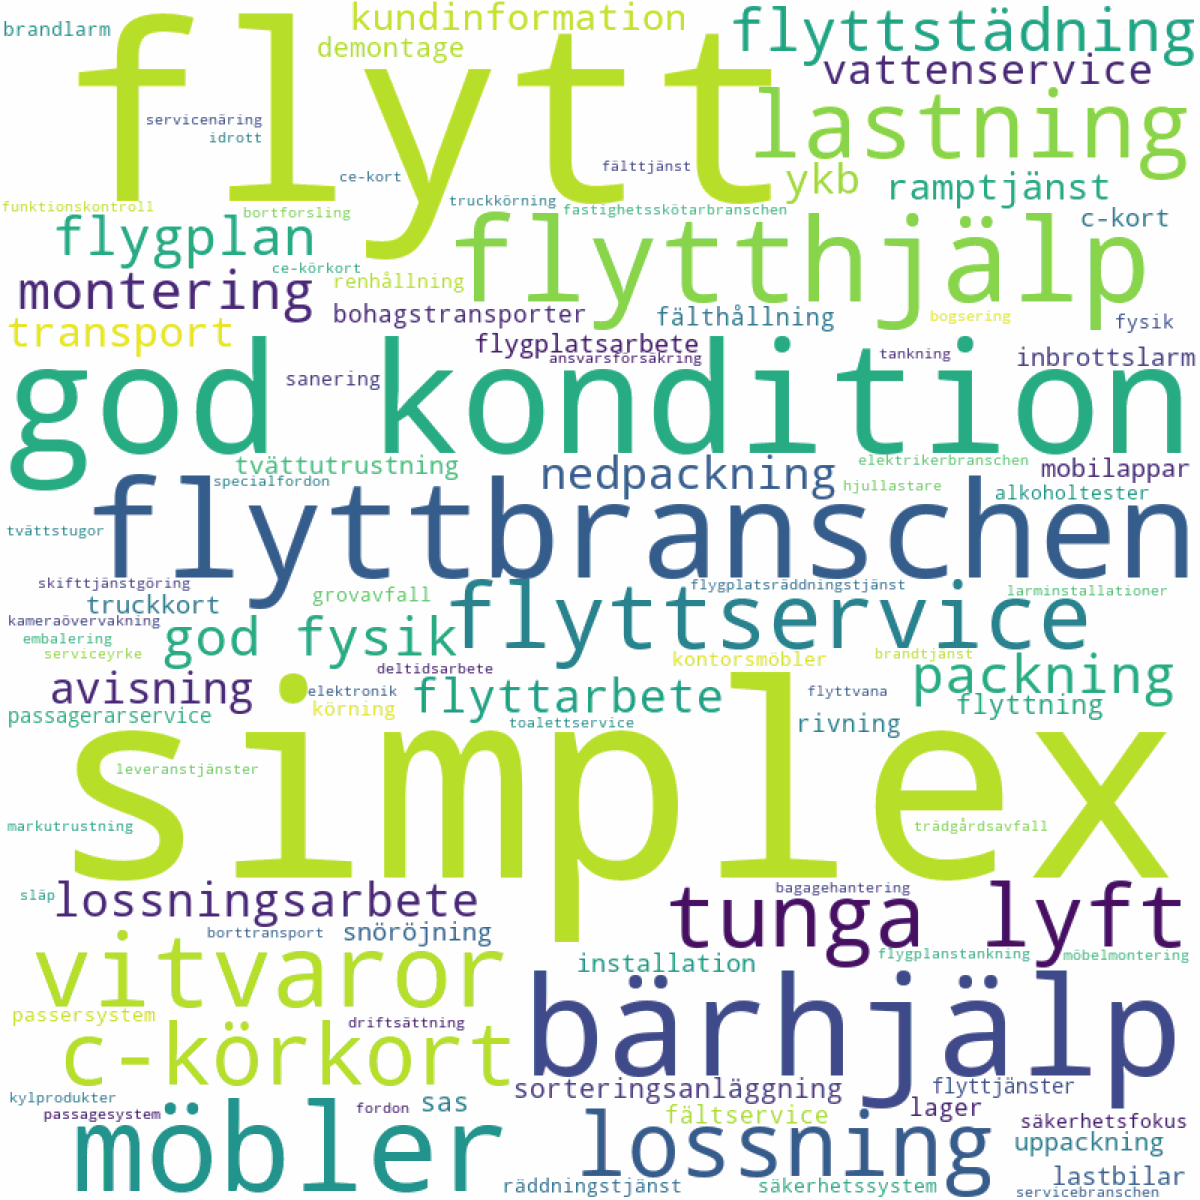 brandlarm
kundinformation
flyttstädning
demontage
vattenservice
flytt
lastning
servicenäring
idrott
fälttjänst
ce-kort
ykb
ramptjänst
truckkörning
funktionskontroll
bortforsling
fastighetsskötarbranschen
c-kort
flygplan
flytthjälp
ce-körkort
renhållning
montering
bohagstransporter
fälthållning
bogsering
fysik
transport
flygplatsarbete
ansvarsförsäkring
tankning
inbrottslarm
sanering
god kondition
tvättutrustning
nedpackning
elektrikerbranschen
mobilappar
specialfordon
hjullastare
alkoholtester
flyttbranschen
tvättstugor
skifttjänstgöring
flygplatsräddningstjänst
larminstallationer
grovavfall
truckkort
flyttservice
kameraövervakning
embalering
god fysik
serviceyrke
deltidsarbete
kontorsmöbler
brandtjänst
packning
avisning
elektronik
flyttarbete
flyttvana
flyttning
körning
passagerarservice
toalettservice
rivning
simplex
leveranstjänster
markutrustning
trädgårdsavfall
släp
lossningsarbete
bagagehantering
tunga lyft
borttransport
snöröjning
vitvaror
installation
flygplanstankning
möbelmontering
bärhjälp
passersystem
driftsättning
c-körkort
sorteringsanläggning
flyttjänster
kylprodukter
passagesystem
möbler
fordon
sas
fältservice
lossning
lager
säkerhetsfokus
uppackning
lastbilar
räddningstjänst
säkerhetssystem
servicebranschen